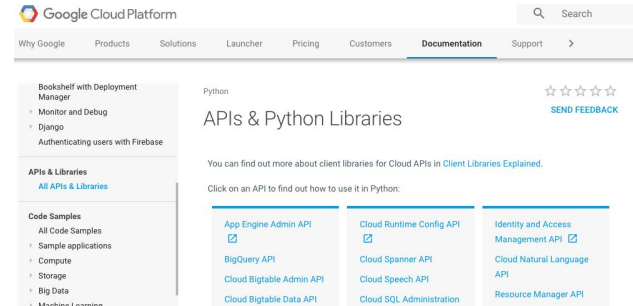 Google Cloud Platform
Search
Why Google Products Solutions Launcher Pricing Customers Documentation Support
Bookshelf with Deployment
Manager
Monitor and Debug
Django
Authenticating users with Firebase
APIs & Libraries
All APIs & Libraries
Code Samples
All Code Samples
Sample applications
Compute
Storage
Big Data
Machine Learning
Python
SEND FEEDBACK
APIs & Python Libraries
You can find out more about client libraries for Cloud APIs in Client Libraries Explained.
Click on an API to find out how to use it in Python:
App Engine Admin API
BigQuery API
Cloud Bigtable Admin API
Cloud Bigtable Data API
Cloud Runtime Config API
Cloud Spanner API
Cloud Speech API
Cloud SQL Administration
Identity and Access
Management API
Cloud Natural Language
API
Resource Manager API